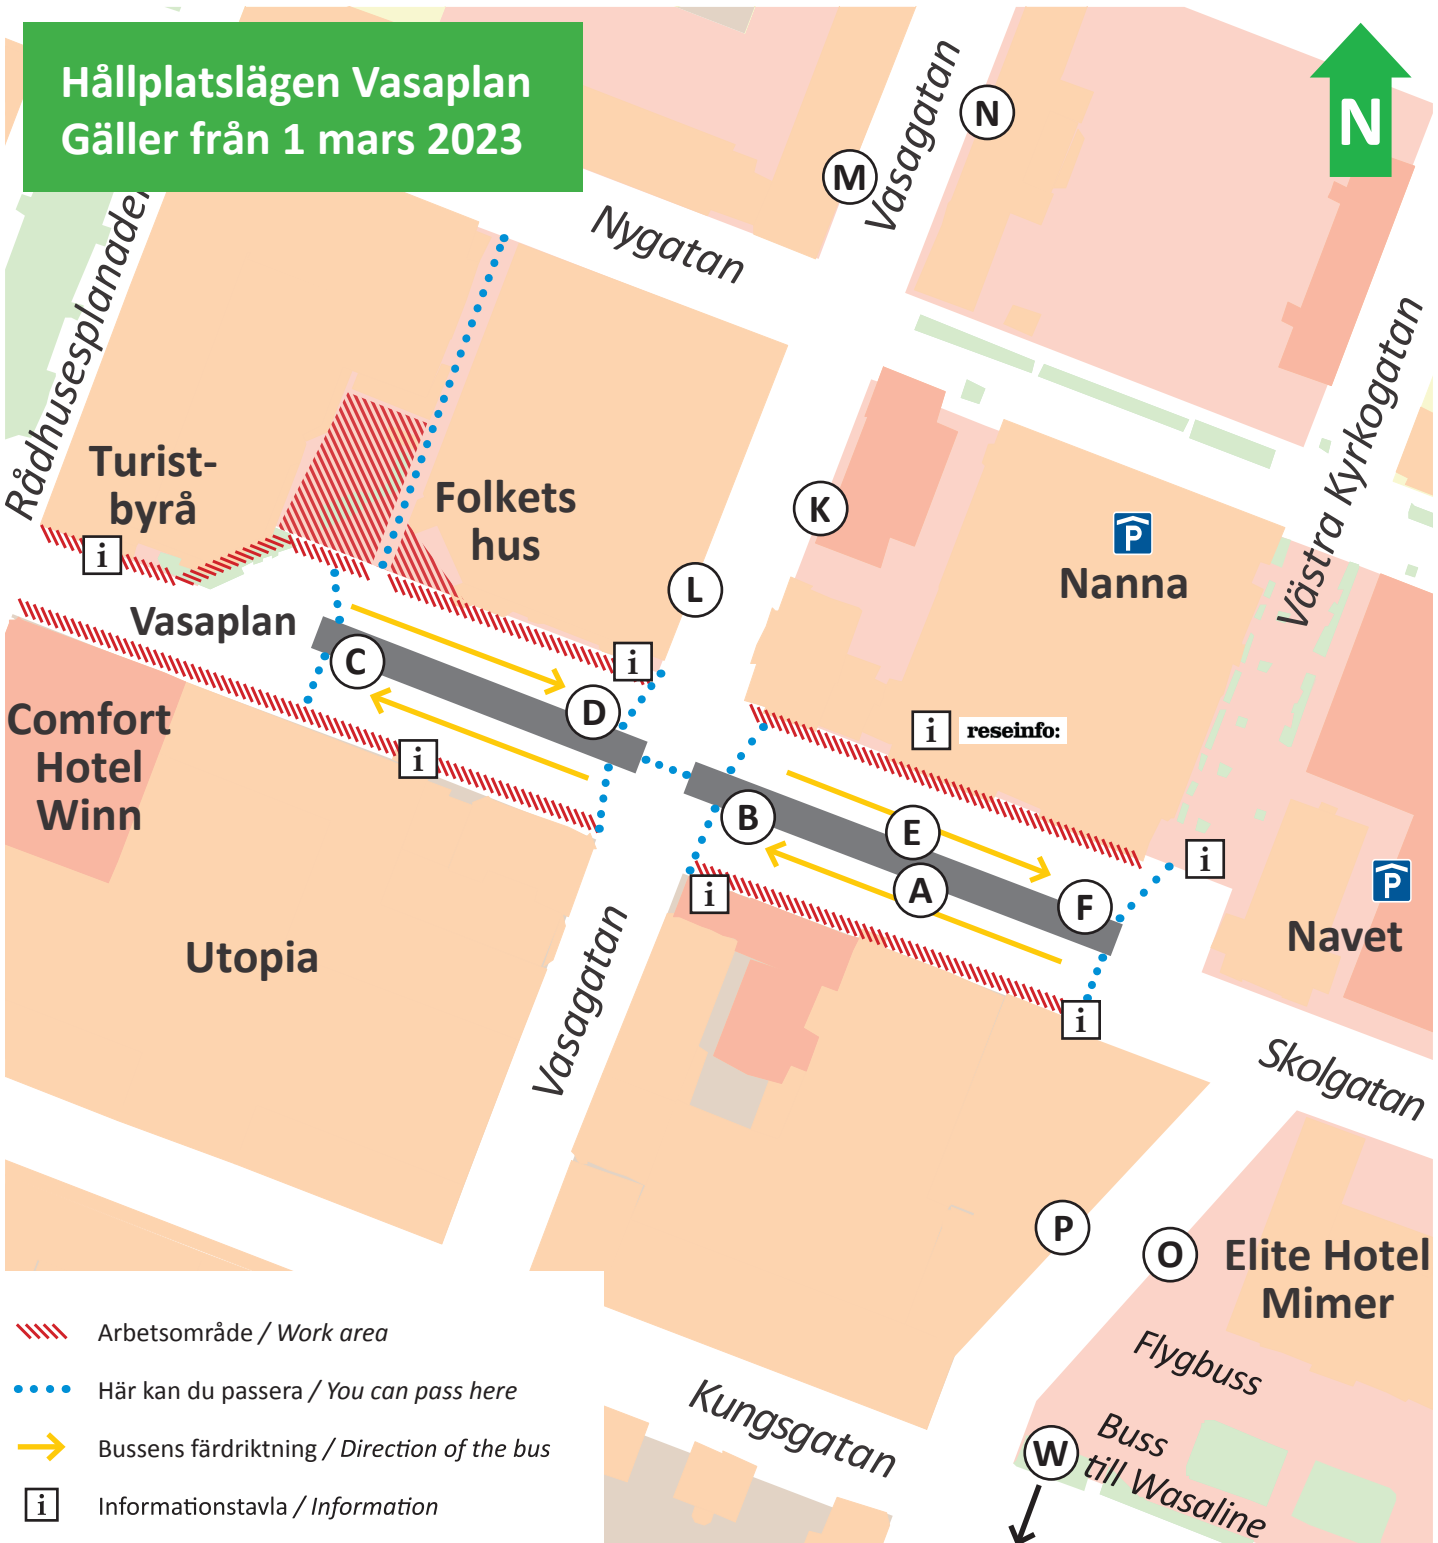 Hållplatslägen Vasaplan
Gäller från 1 mars 2023
N
Vasagatan
N
M
Nygatan
Rådhusesplanaden
Västra Kyrkogatan
Turist-
byrå
i
Folkets
hus
K
P
Nanna
L
Vasaplan
C
i
D
Comfort
Hotel
Winn
i
i reseinfo:
B
E
A
F
i
i
P
Navet
Utopia
Vasagatan
i
Skolgatan
P
O
Elite Hotel
Mimer
Flygbuss
Kungsgatan
W
Buss
till Wasaline
Arbetsområde / Work area
Här kan du passera / You can pass here
Bussens färdriktning / Direction of the bus
i Informationstavla / Information